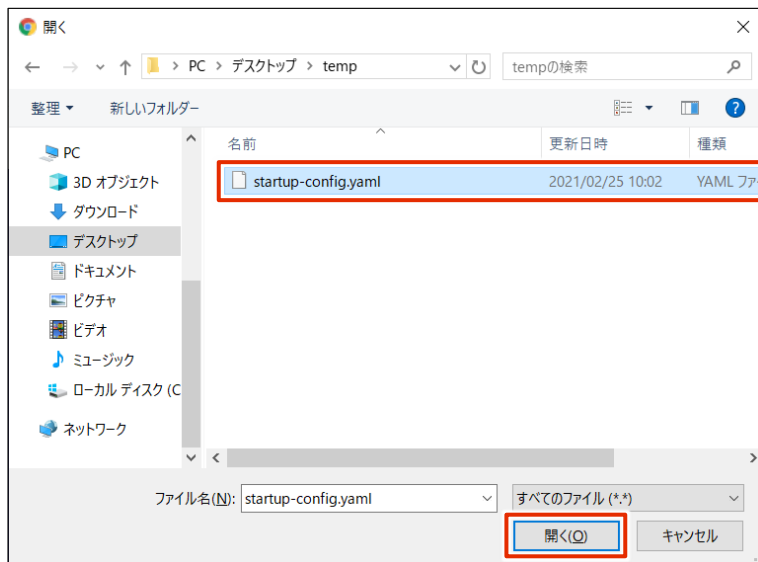 開く
PC > デスクトップ > temp
tempの検索
整理
新しいフォルダー
?
名前
更新日時
種類
startup-config.yaml
2021/02/25 10:02
YAML ファ
PC
3D オブジェクト
ダウンロード
デスクトップ
ドキュメント
ピクチャ
ビデオ
ミュージック
ローカル ディスク (C
ネットワーク
ファイル名(N):
startup-config.yaml
すべてのファイル (*.*)
開く(O)
キャンセル